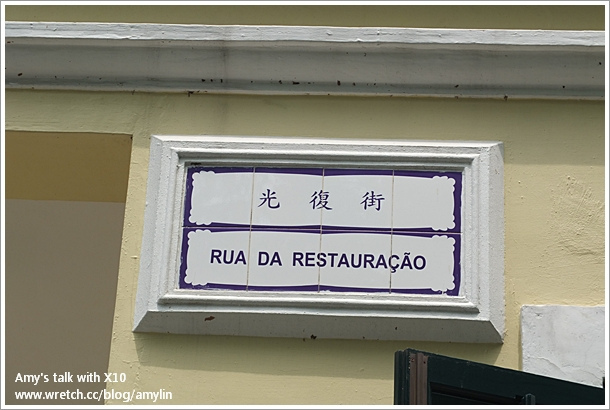 光復街
RUA DA RESTAURAÇÃO
Amy's talk with X10
www.wretch.cc/blog/amylin